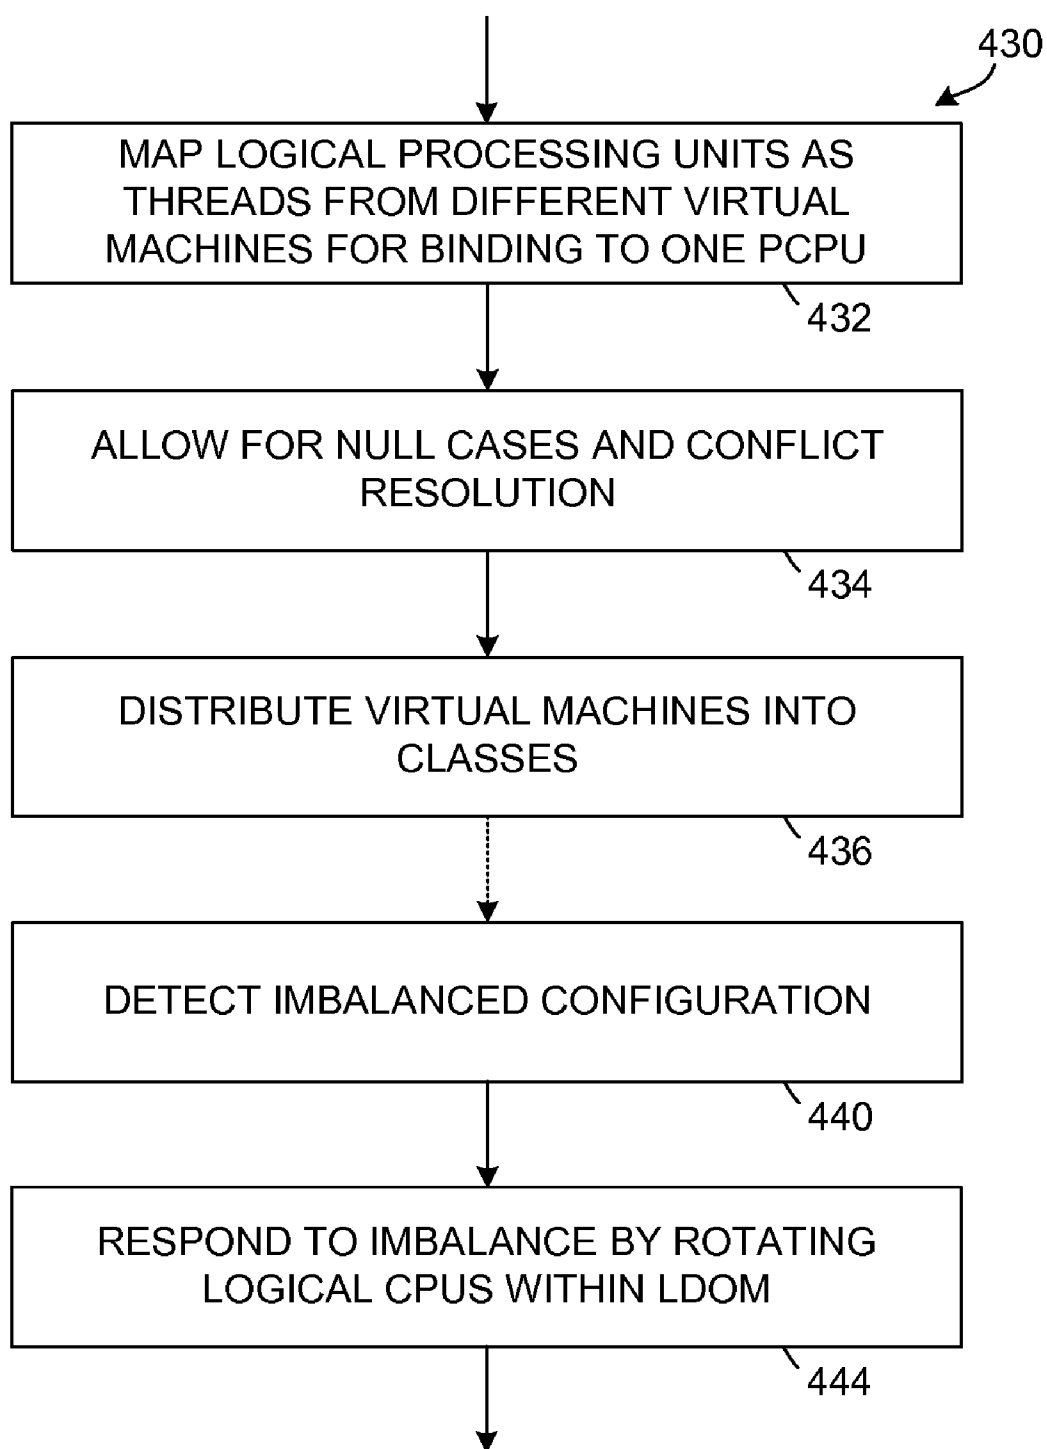 430
MAP LOGICAL PROCESSING UNITS AS
THREADS FROM DIFFERENT VIRTUAL
MACHINES FOR BINDING TO ONE PCPU
432
ALLOW FOR NULL CASES AND CONFLICT
RESOLUTION
434
DISTRIBUTE VIRTUAL MACHINES INTO
CLASSES
436
DETECT IMBALANCED CONFIGURATION
440
RESPOND TO IMBALANCE BY ROTATING
LOGICAL CPUS WITHIN LDOM
444